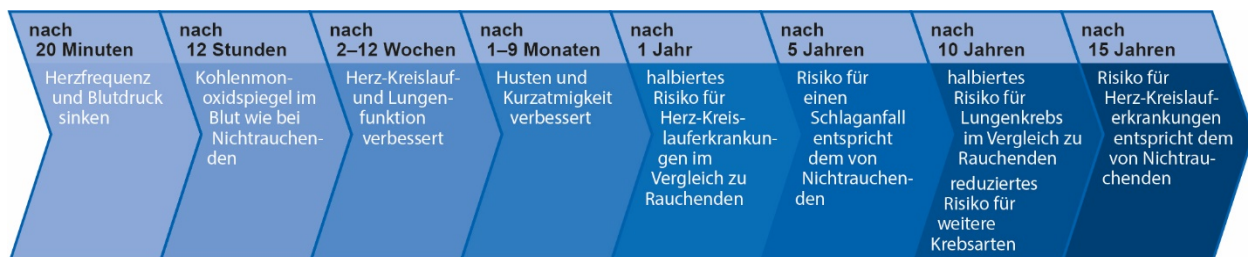 nach
20 Minuten
Herzfrequenz
und Blutdruck
sinken
nach
12 Stunden
Kohlenmon-
oxidspiegel im
Blut wie bei
Nichtrauchen-
den
nach
2–12 Wochen
Herz-Kreislauf-
und Lungen-
funktion
verbessert
nach
1–9 Monaten
Husten und
Kurzatmigkeit
verbessert
nach
1 Jahr
halbiertes
Risiko für
Herz-Kreis-
lauferkrankun-
gen im
Vergleich zu
Rauchenden
nach
5 Jahren
Risiko für
einen
Schlaganfall
entspricht
dem von
Nichtrauchen-
den
nach
10 Jahren
halbiertes
Risiko für
Lungenkrebs
im Vergleich zu
Rauchenden
reduziertes
Risiko für
weitere
Krebsarten
nach
15 Jahren
Risiko für
Herz-Kreislauf-
erkrankungen
entspricht dem
von Nichtrau-
chenden